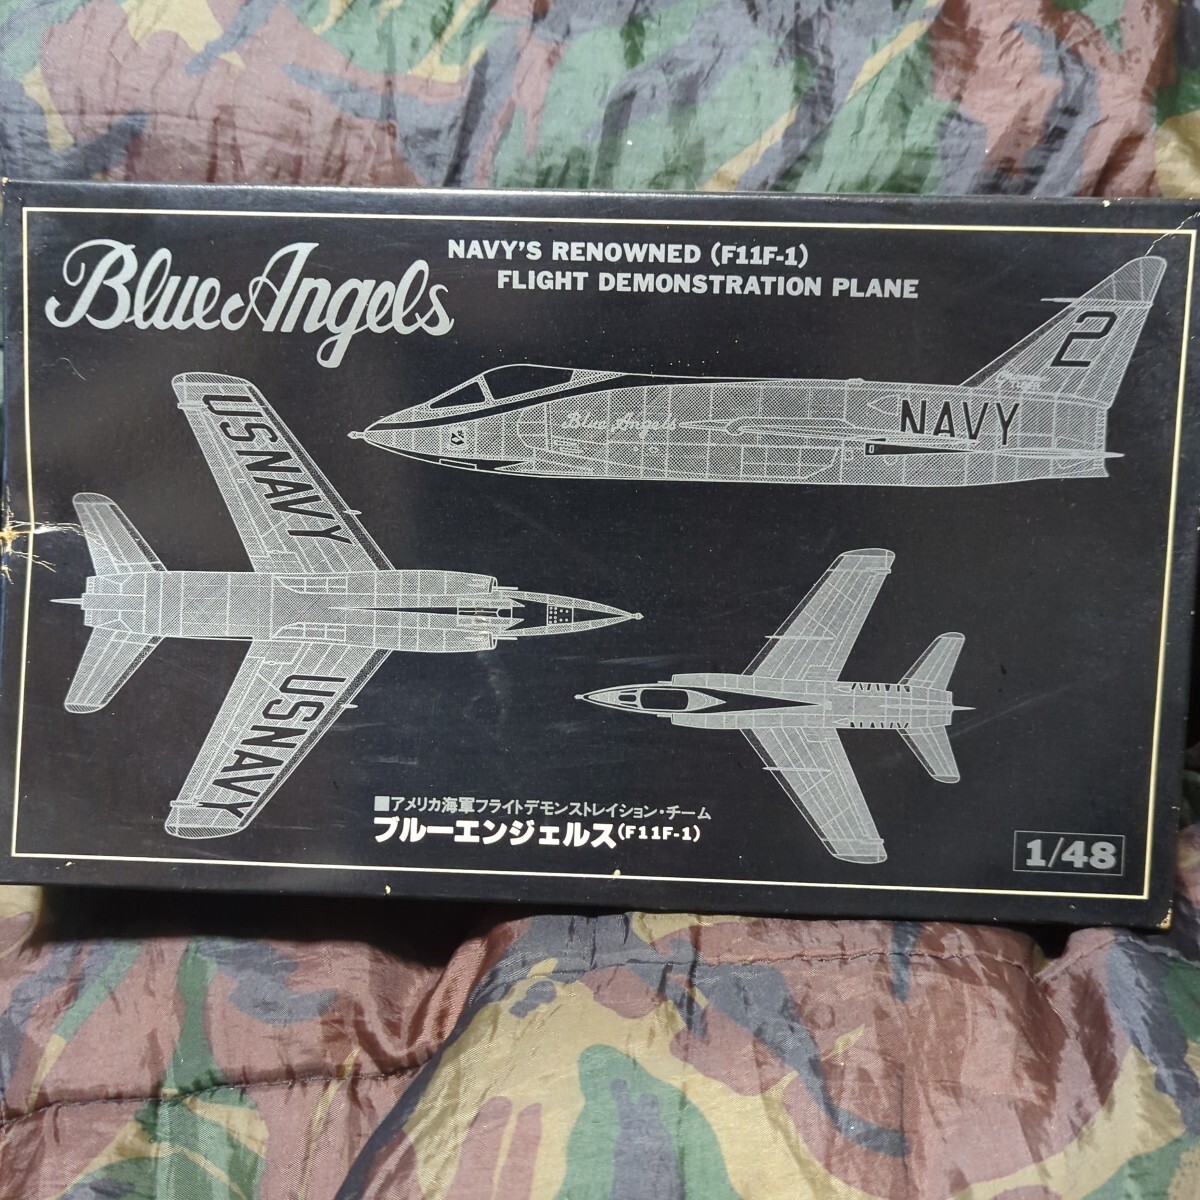 Blue Angels
NAVY'S RENOWNED (F11F-1)
FLIGHT DEMONSTRATION PLANE
2
NAVY
Blue Angels
US NAVY
US NAVY
NAVY
NAVY
■アメリカ海軍フライトデモンストレイション・チーム
ブルーエンジェルス(F11F-1)
1/48